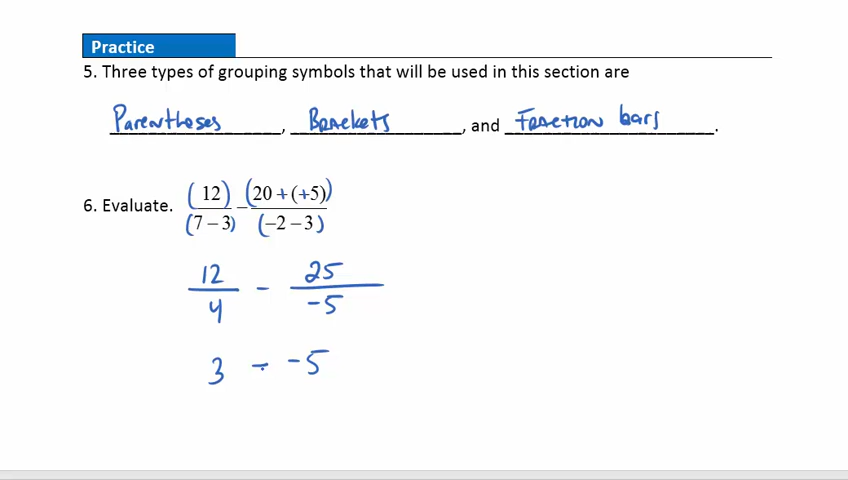 Practice
5. Three types of grouping symbols that will be used in this section are
Parentheses, Brackets, and Fraction bars.
6. Evaluate. (12)/(7 − 3) − (20 + (+5))/(−2 − 3)
12/4 − 25/−5
3 − −5